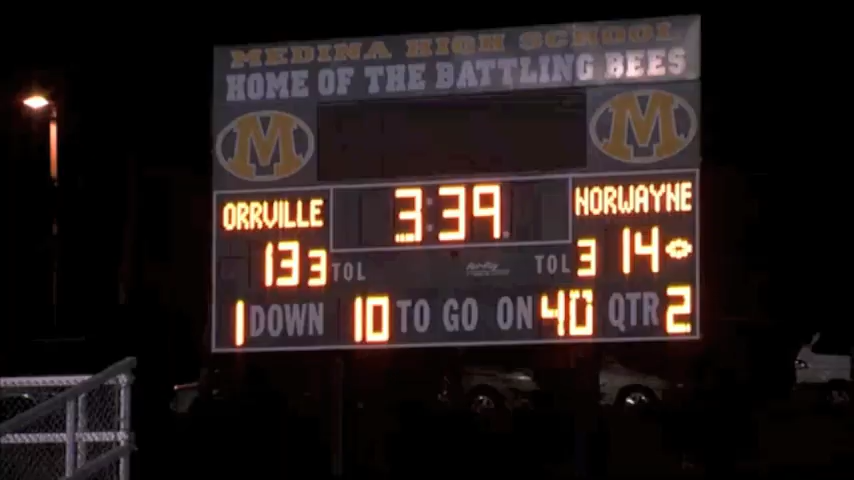 MEDINA HIGH SCHOOL
HOME OF THE BATTLING BEES
M M
ORRVILLE 3:39 NORWAYNE
13 3 TOL TOL 3 14
1 DOWN 10 TO GO ON 40 QTR 2